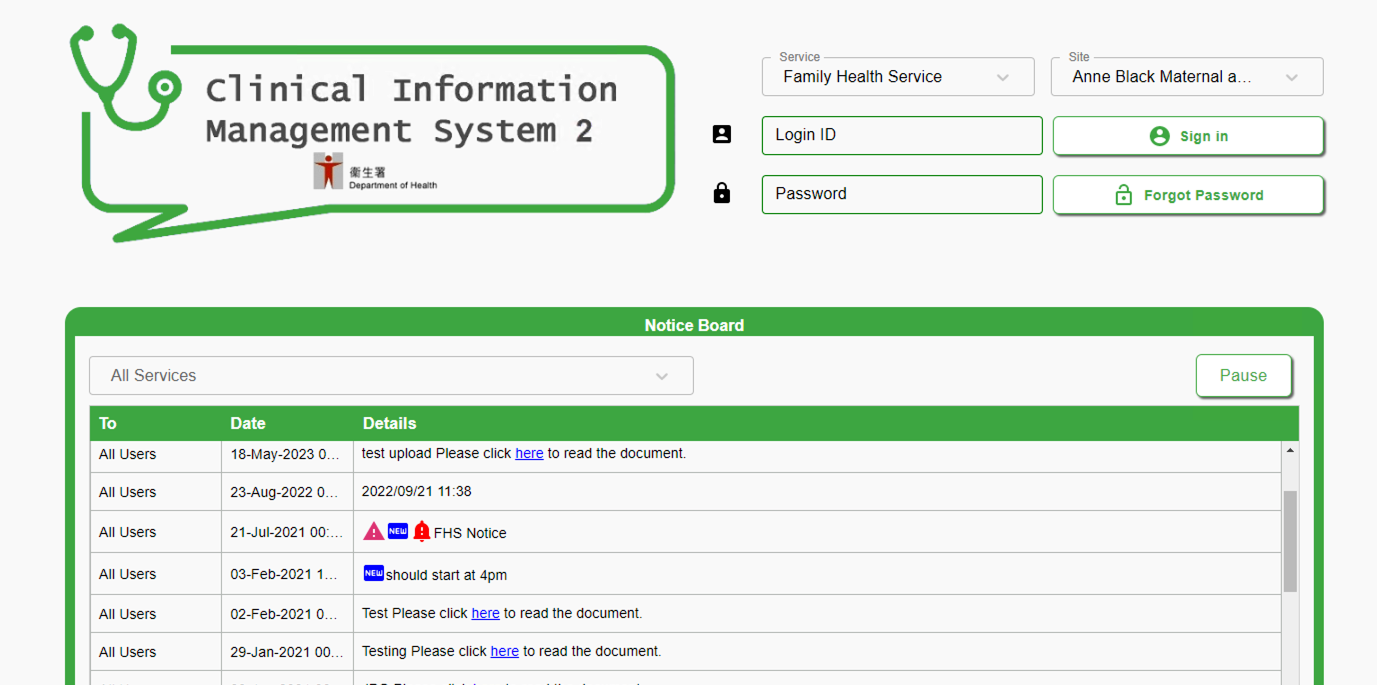 Clinical Information
Management System 2
衞生署
Department of Health
Service
Family Health Service
Site
Anne Black Maternal a...
Login ID
Sign in
Password
Forgot Password
Notice Board
All Services
Pause
To Date Details
All Users 18-May-2023 0... test upload Please click here to read the document.
All Users 23-Aug-2022 0... 2022/09/21 11:38
All Users 21-Jul-2021 00:... NEW FHS Notice
All Users 03-Feb-2021 1... NEW should start at 4pm
All Users 02-Feb-2021 0... Test Please click here to read the document.
All Users 29-Jan-2021 00... Testing Please click here to read the document.